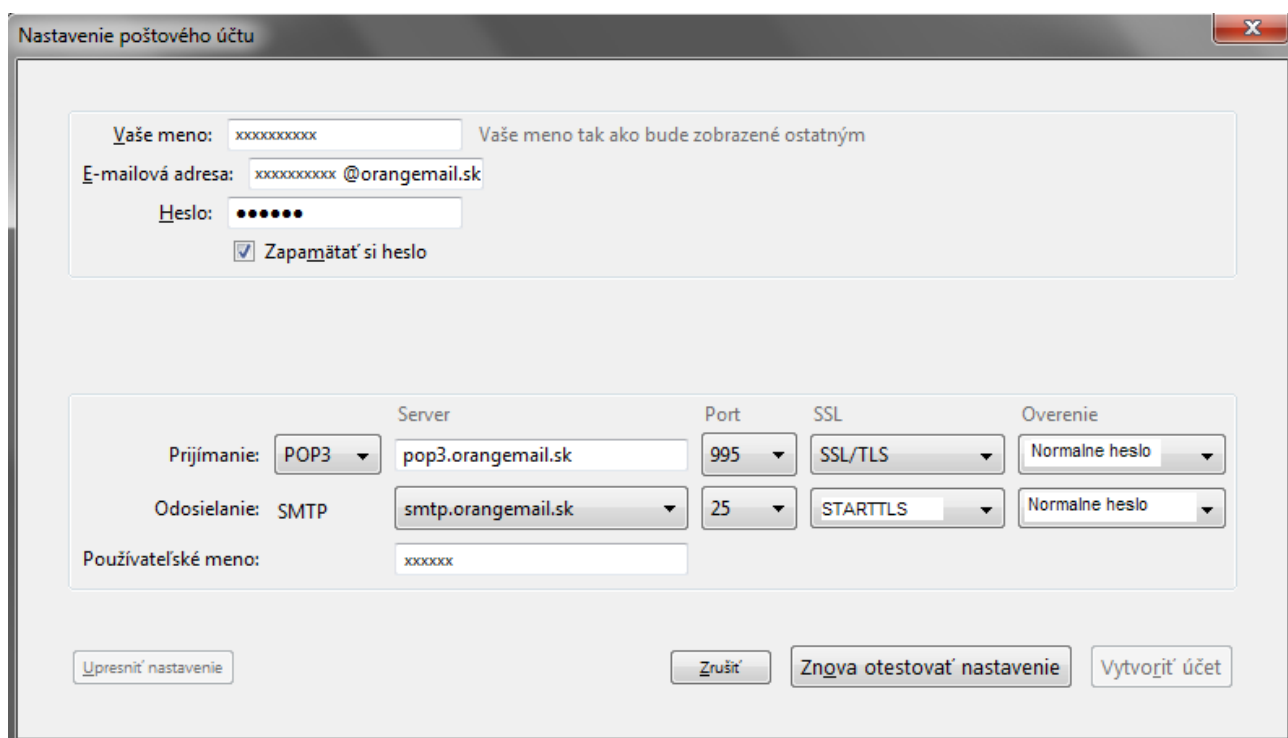 Nastavenie poštového účtu
Vaše meno: xxxxxxxxxx Vaše meno tak ako bude zobrazené ostatným
E-mailová adresa: xxxxxxxxxx @orangemail.sk
Heslo: ●●●●●●
Zapamätať si heslo
Server Port SSL Overenie
Prijímanie: POP3 pop3.orangemail.sk 995 SSL/TLS Normalne heslo
Odosielanie: SMTP smtp.orangemail.sk 25 STARTTLS Normalne heslo
Používateľské meno: xxxxxx
Upresniť nastavenie Zrušiť Znova otestovať nastavenie Vytvoriť účet